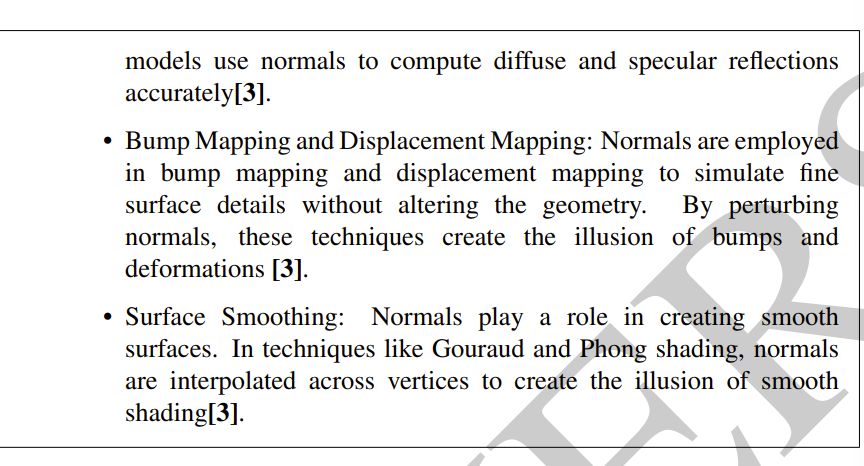 models use normals to compute diffuse and specular reflections
accurately[3].
• Bump Mapping and Displacement Mapping: Normals are employed
in bump mapping and displacement mapping to simulate fine
surface details without altering the geometry. By perturbing
normals, these techniques create the illusion of bumps and
deformations [3].
• Surface Smoothing: Normals play a role in creating smooth
surfaces. In techniques like Gouraud and Phong shading, normals
are interpolated across vertices to create the illusion of smooth
shading[3].